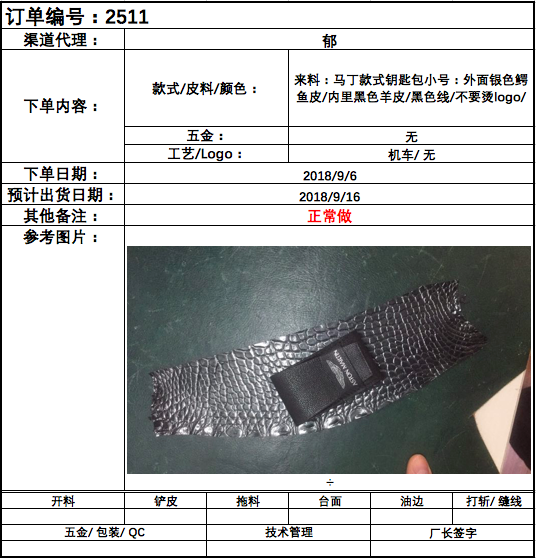 订单编号：2511
渠道代理：
郁
下单内容：
款式/皮料/颜色：
来料：马丁款式钥匙包小号：外面银色鳄
鱼皮/内里黑色羊皮/黑色线/不要烫logo/
五金：
无
工艺/Logo：
机车/ 无
下单日期：
2018/9/6
预计出货日期：
2018/9/16
其他备注：
正常做
参考图片：
ASTON MARTIN
÷
开料
铲皮
拖料
台面
油边
打斩/ 缝线
五金/ 包装/ QC
技术管理
厂长签字